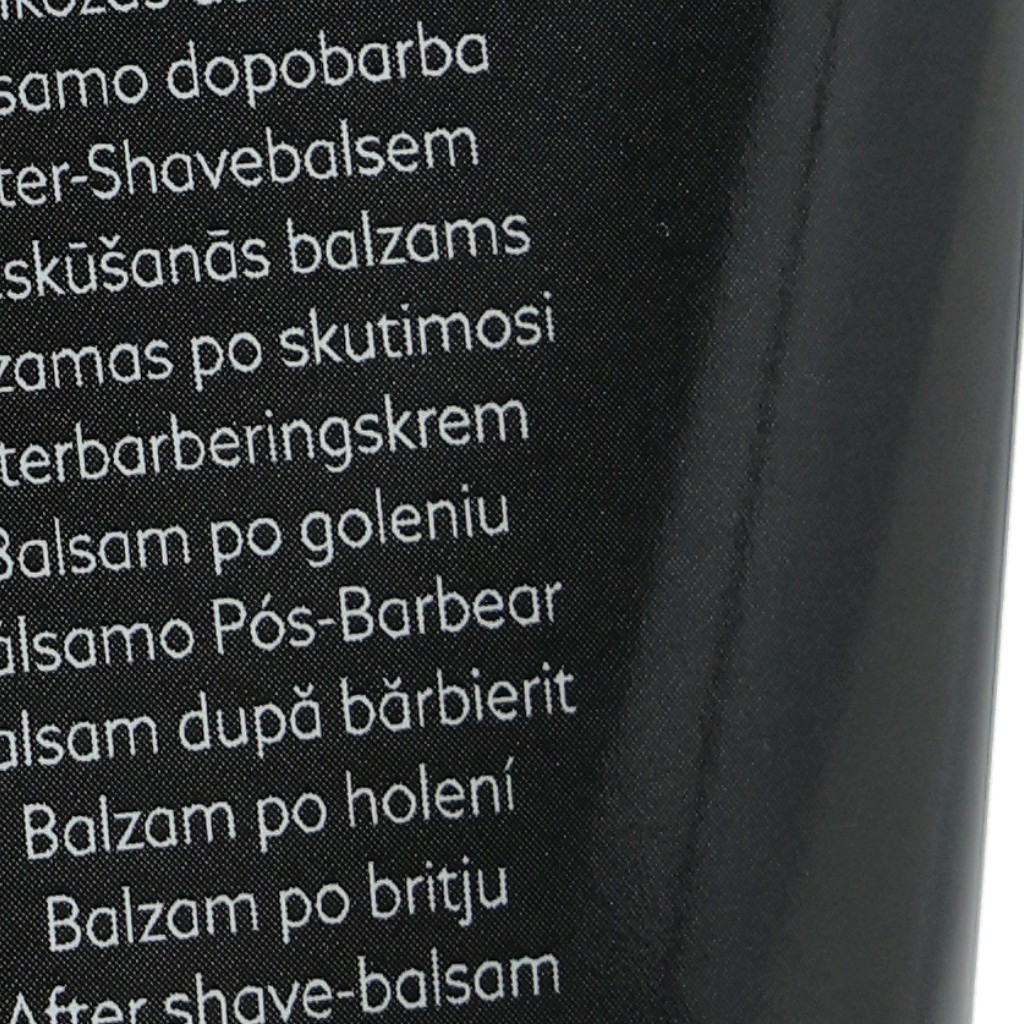 samo dopobarba
ter-Shavebalsem
skūšanās balzams
zamas po skutimosi
terbarberingskrem
Balsam po goleniu
álsamo Pós-Barbear
alsam după bărbierit
Balzam po holení
Balzam po britju
After shave-balsam